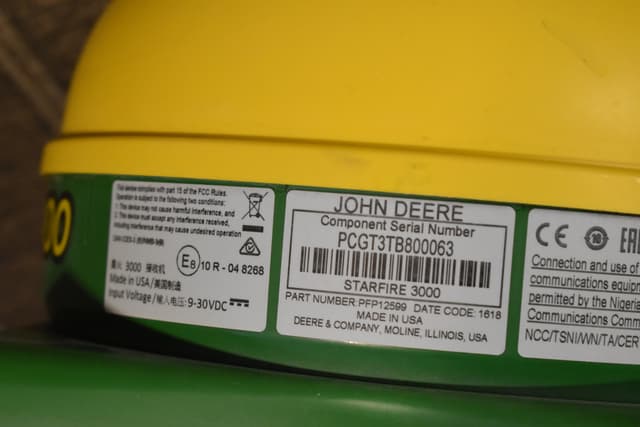 00
This device complies with part 15 of the FCC Rules.
Operation is subject to the following two conditions:
1) This device may not cause harmful interference, and
2) This device must accept any interference received,
including interference that may cause undesired operation
E8 10 R - 04 8268
3000 接收机
Made in USA/美国制造
Input Voltage/输入电压: 9-30VDC
JOHN DEERE
Component Serial Number
PCGT3TB800063
STARFIRE 3000
PART NUMBER:PFP12599 DATE CODE: 1618
MADE IN USA
DEERE & COMPANY, MOLINE, ILLINOIS, USA
CE 10
Connection and use of
communications equip
permitted by the Nigeria
Communications Comm
NCC/TSNI/WN/TA/CER